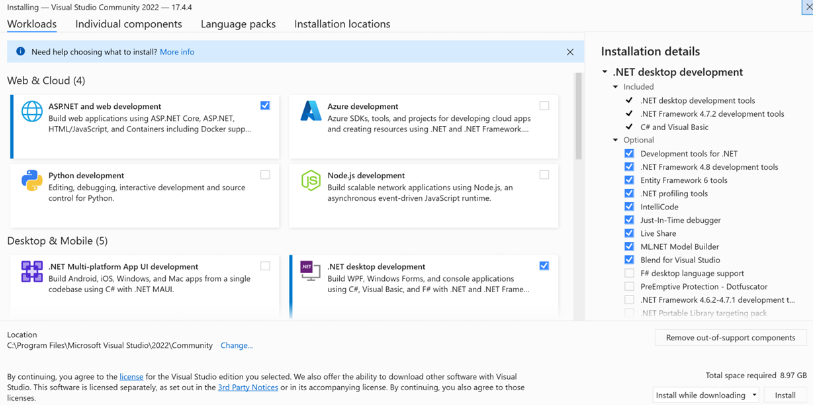 Installing — Visual Studio Community 2022 — 17.4.4
Workloads
Individual components
Language packs
Installation locations
Need help choosing what to install? More info
Web & Cloud (4)
ASP.NET and web development
Build web applications using ASP.NET Core, ASP.NET,
HTML/JavaScript, and Containers including Docker supp...
Azure development
Azure SDKs, tools, and projects for developing cloud apps
and creating resources using .NET and .NET Framework....
Python development
Editing, debugging, interactive development and source
control for Python.
Node.js development
Build scalable network applications using Node.js, an
asynchronous event-driven JavaScript runtime.
Desktop & Mobile (5)
.NET Multi-platform App UI development
Build Android, iOS, Windows, and Mac apps from a single
codebase using C# with .NET MAUI.
.NET desktop development
Build WPF, Windows Forms, and console applications
using C#, Visual Basic, and F# with .NET and .NET Frame...
Installation details
.NET desktop development
Included
.NET desktop development tools
.NET Framework 4.7.2 development tools
C# and Visual Basic
Optional
Development tools for .NET
.NET Framework 4.8 development tools
Entity Framework 6 tools
.NET profiling tools
IntelliCode
Just-In-Time debugger
Live Share
ML.NET Model Builder
Blend for Visual Studio
F# desktop language support
PreEmptive Protection - Dotfuscator
.NET Framework 4.6.2-4.7.1 development t...
.NET Portable Library targeting pack
Location
C:\Program Files\Microsoft Visual Studio\2022\Community Change...
Remove out-of-support components
By continuing, you agree to the license for the Visual Studio edition you selected. We also offer the ability to download other software with Visual
Studio. This software is licensed separately, as set out in the 3rd Party Notices or in its accompanying license. By continuing, you also agree to those
licenses.
Total space required 8.97 GB
Install while downloading
Install